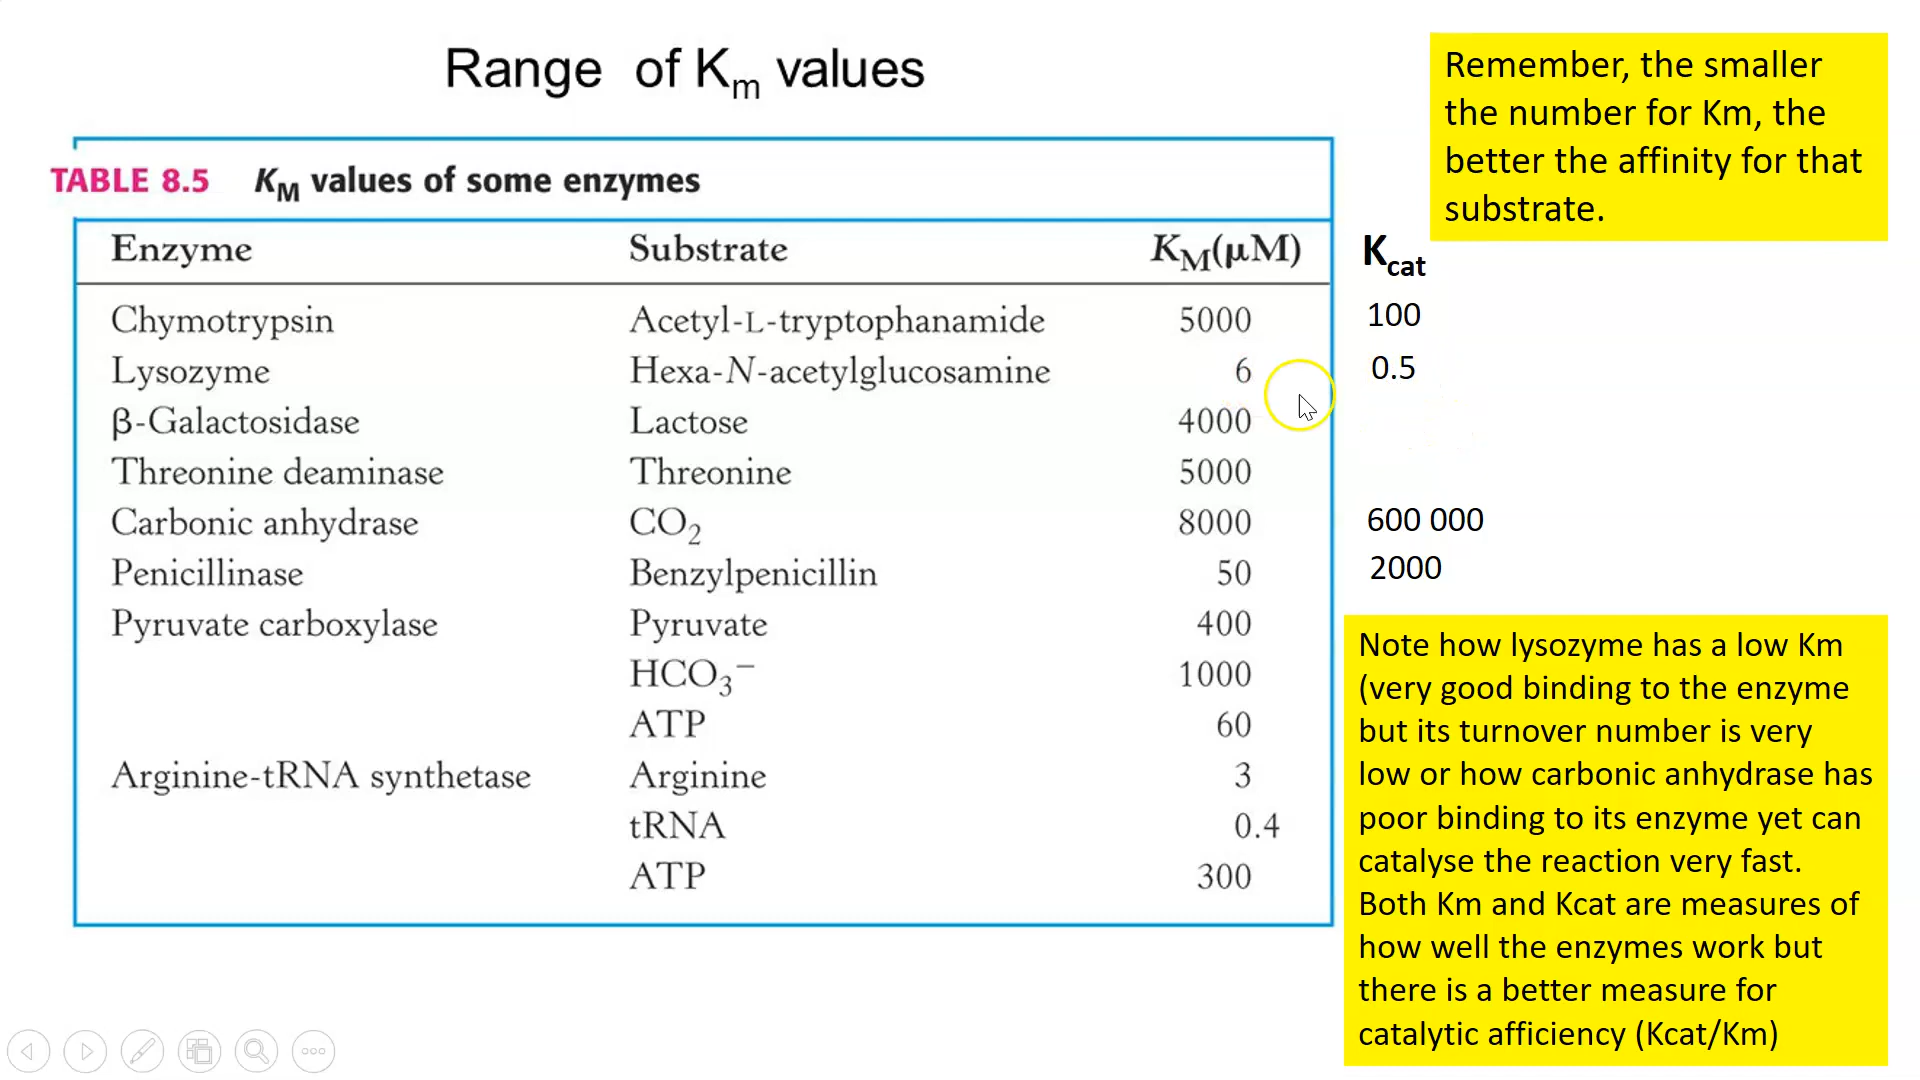 Range of Km values
Remember, the smaller
the number for Km, the
better the affinity for that
substrate.
TABLE 8.5 KM values of some enzymes
Enzyme Substrate KM(μM) Kcat
Chymotrypsin Acetyl-L-tryptophanamide 5000 100
Lysozyme Hexa-N-acetylglucosamine 6 0.5
β-Galactosidase Lactose 4000
Threonine deaminase Threonine 5000
Carbonic anhydrase CO2 8000 600 000
Penicillinase Benzylpenicillin 50 2000
Pyruvate carboxylase Pyruvate 400
HCO3− 1000
ATP 60
Arginine-tRNA synthetase Arginine 3
tRNA 0.4
ATP 300
Note how lysozyme has a low Km
(very good binding to the enzyme
but its turnover number is very
low or how carbonic anhydrase has
poor binding to its enzyme yet can
catalyse the reaction very fast.
Both Km and Kcat are measures of
how well the enzymes work but
there is a better measure for
catalytic afficiency (Kcat/Km)